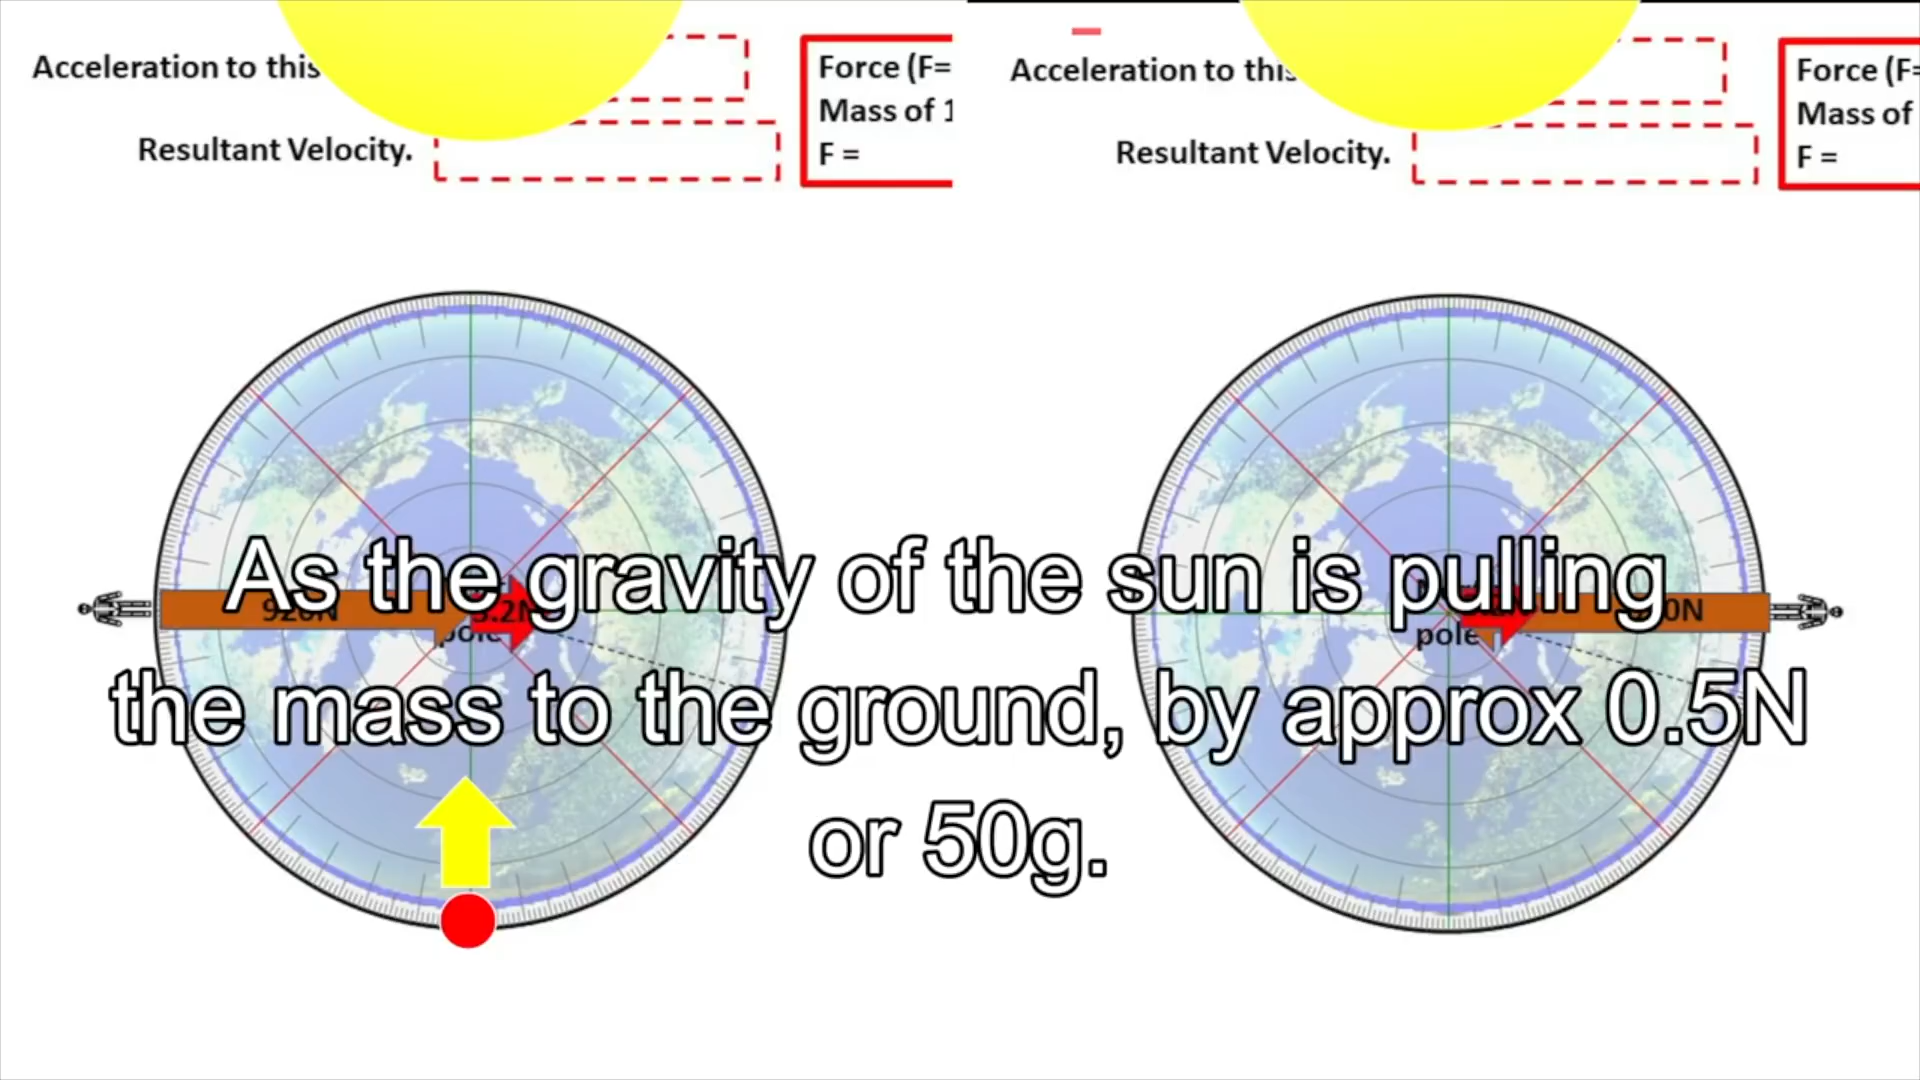 Acceleration to this
Force (F=
Mass of 1
Resultant Velocity.
F =
Acceleration to this
Force (F=
Mass of
Resultant Velocity.
F =
As the gravity of the sun is pulling
the mass to the ground, by approx 0.5N
or 50g.
920N
pole
pole